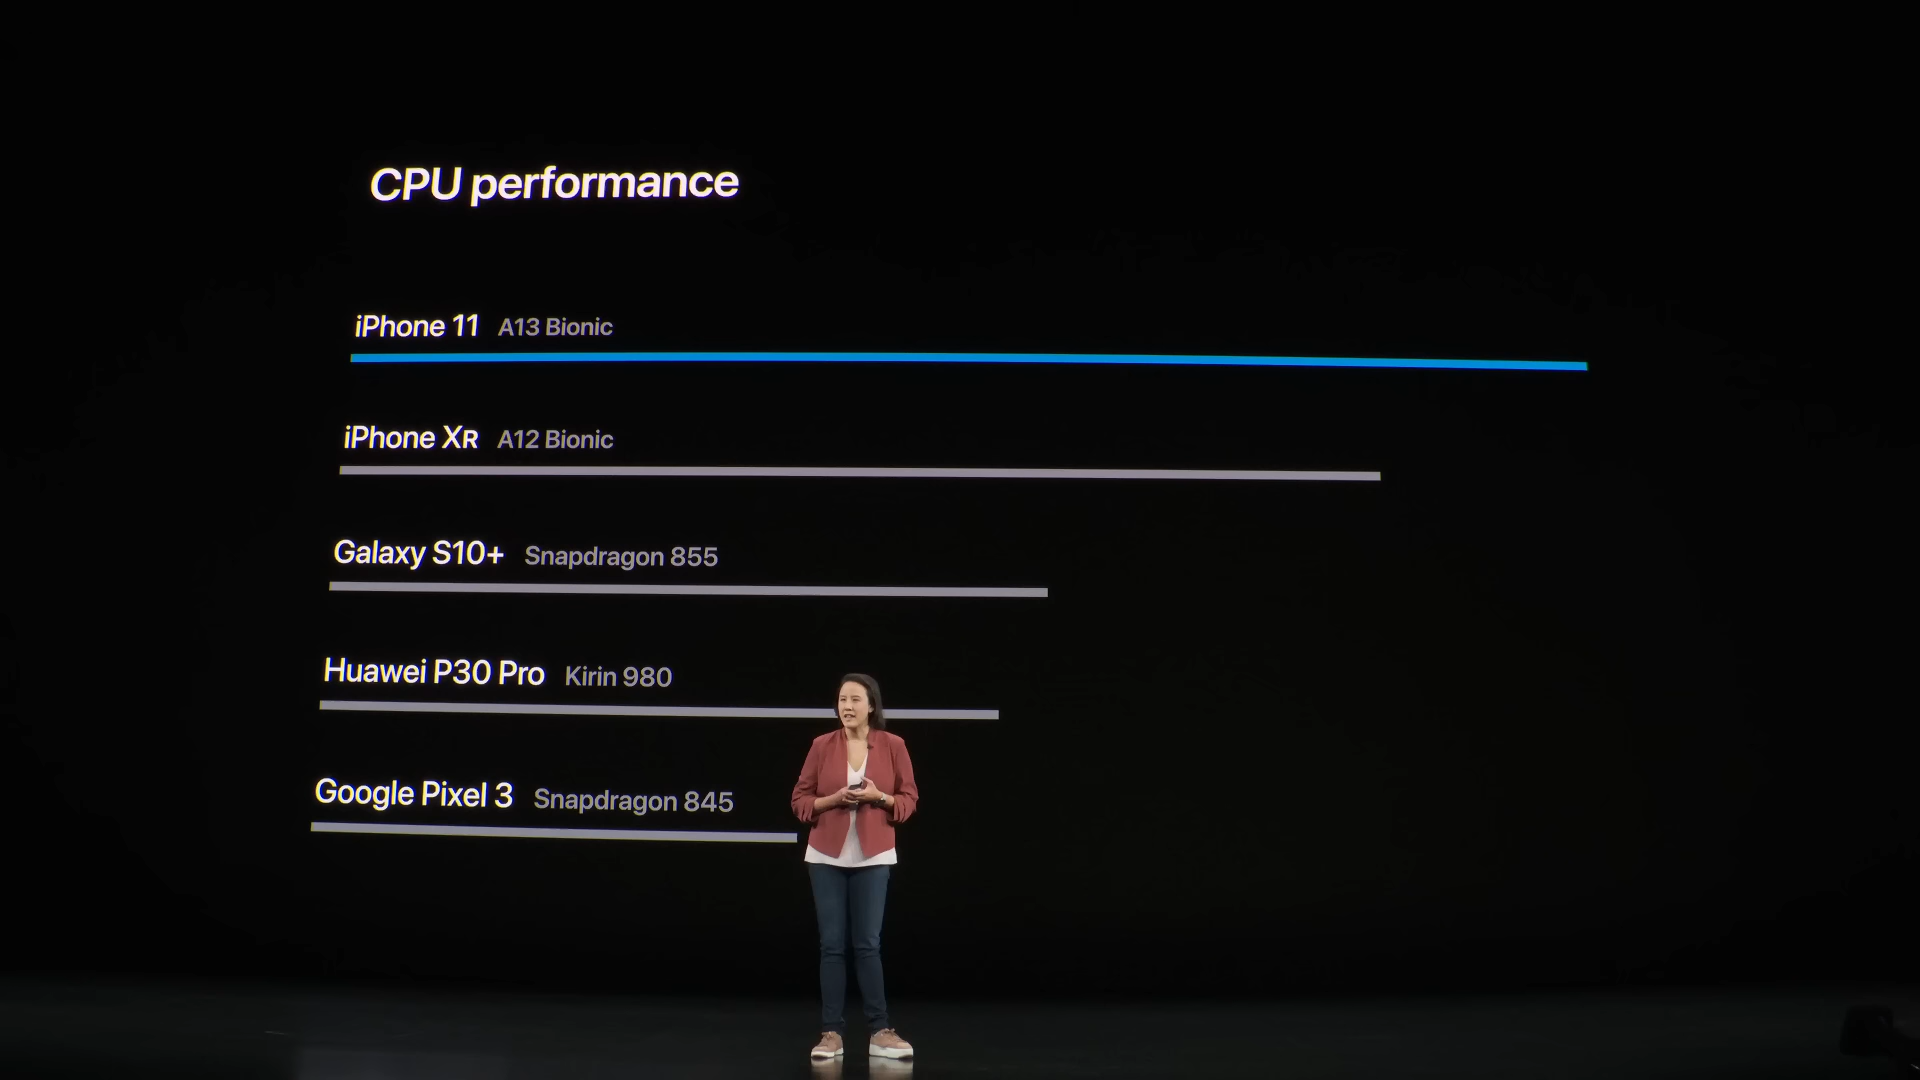 CPU performance
iPhone 11 A13 Bionic
iPhone XR A12 Bionic
Galaxy S10+ Snapdragon 855
Huawei P30 Pro Kirin 980
Google Pixel 3 Snapdragon 845